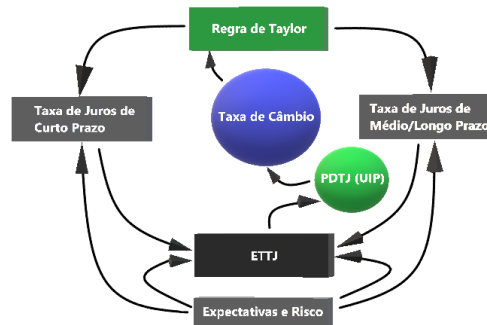 Regra de Taylor
Taxa de Juros de
Curto Prazo
Taxa de Câmbio
Taxa de Juros de
Médio/Longo Prazo
PDTJ (UIP)
ETTJ
Expectativas e Risco